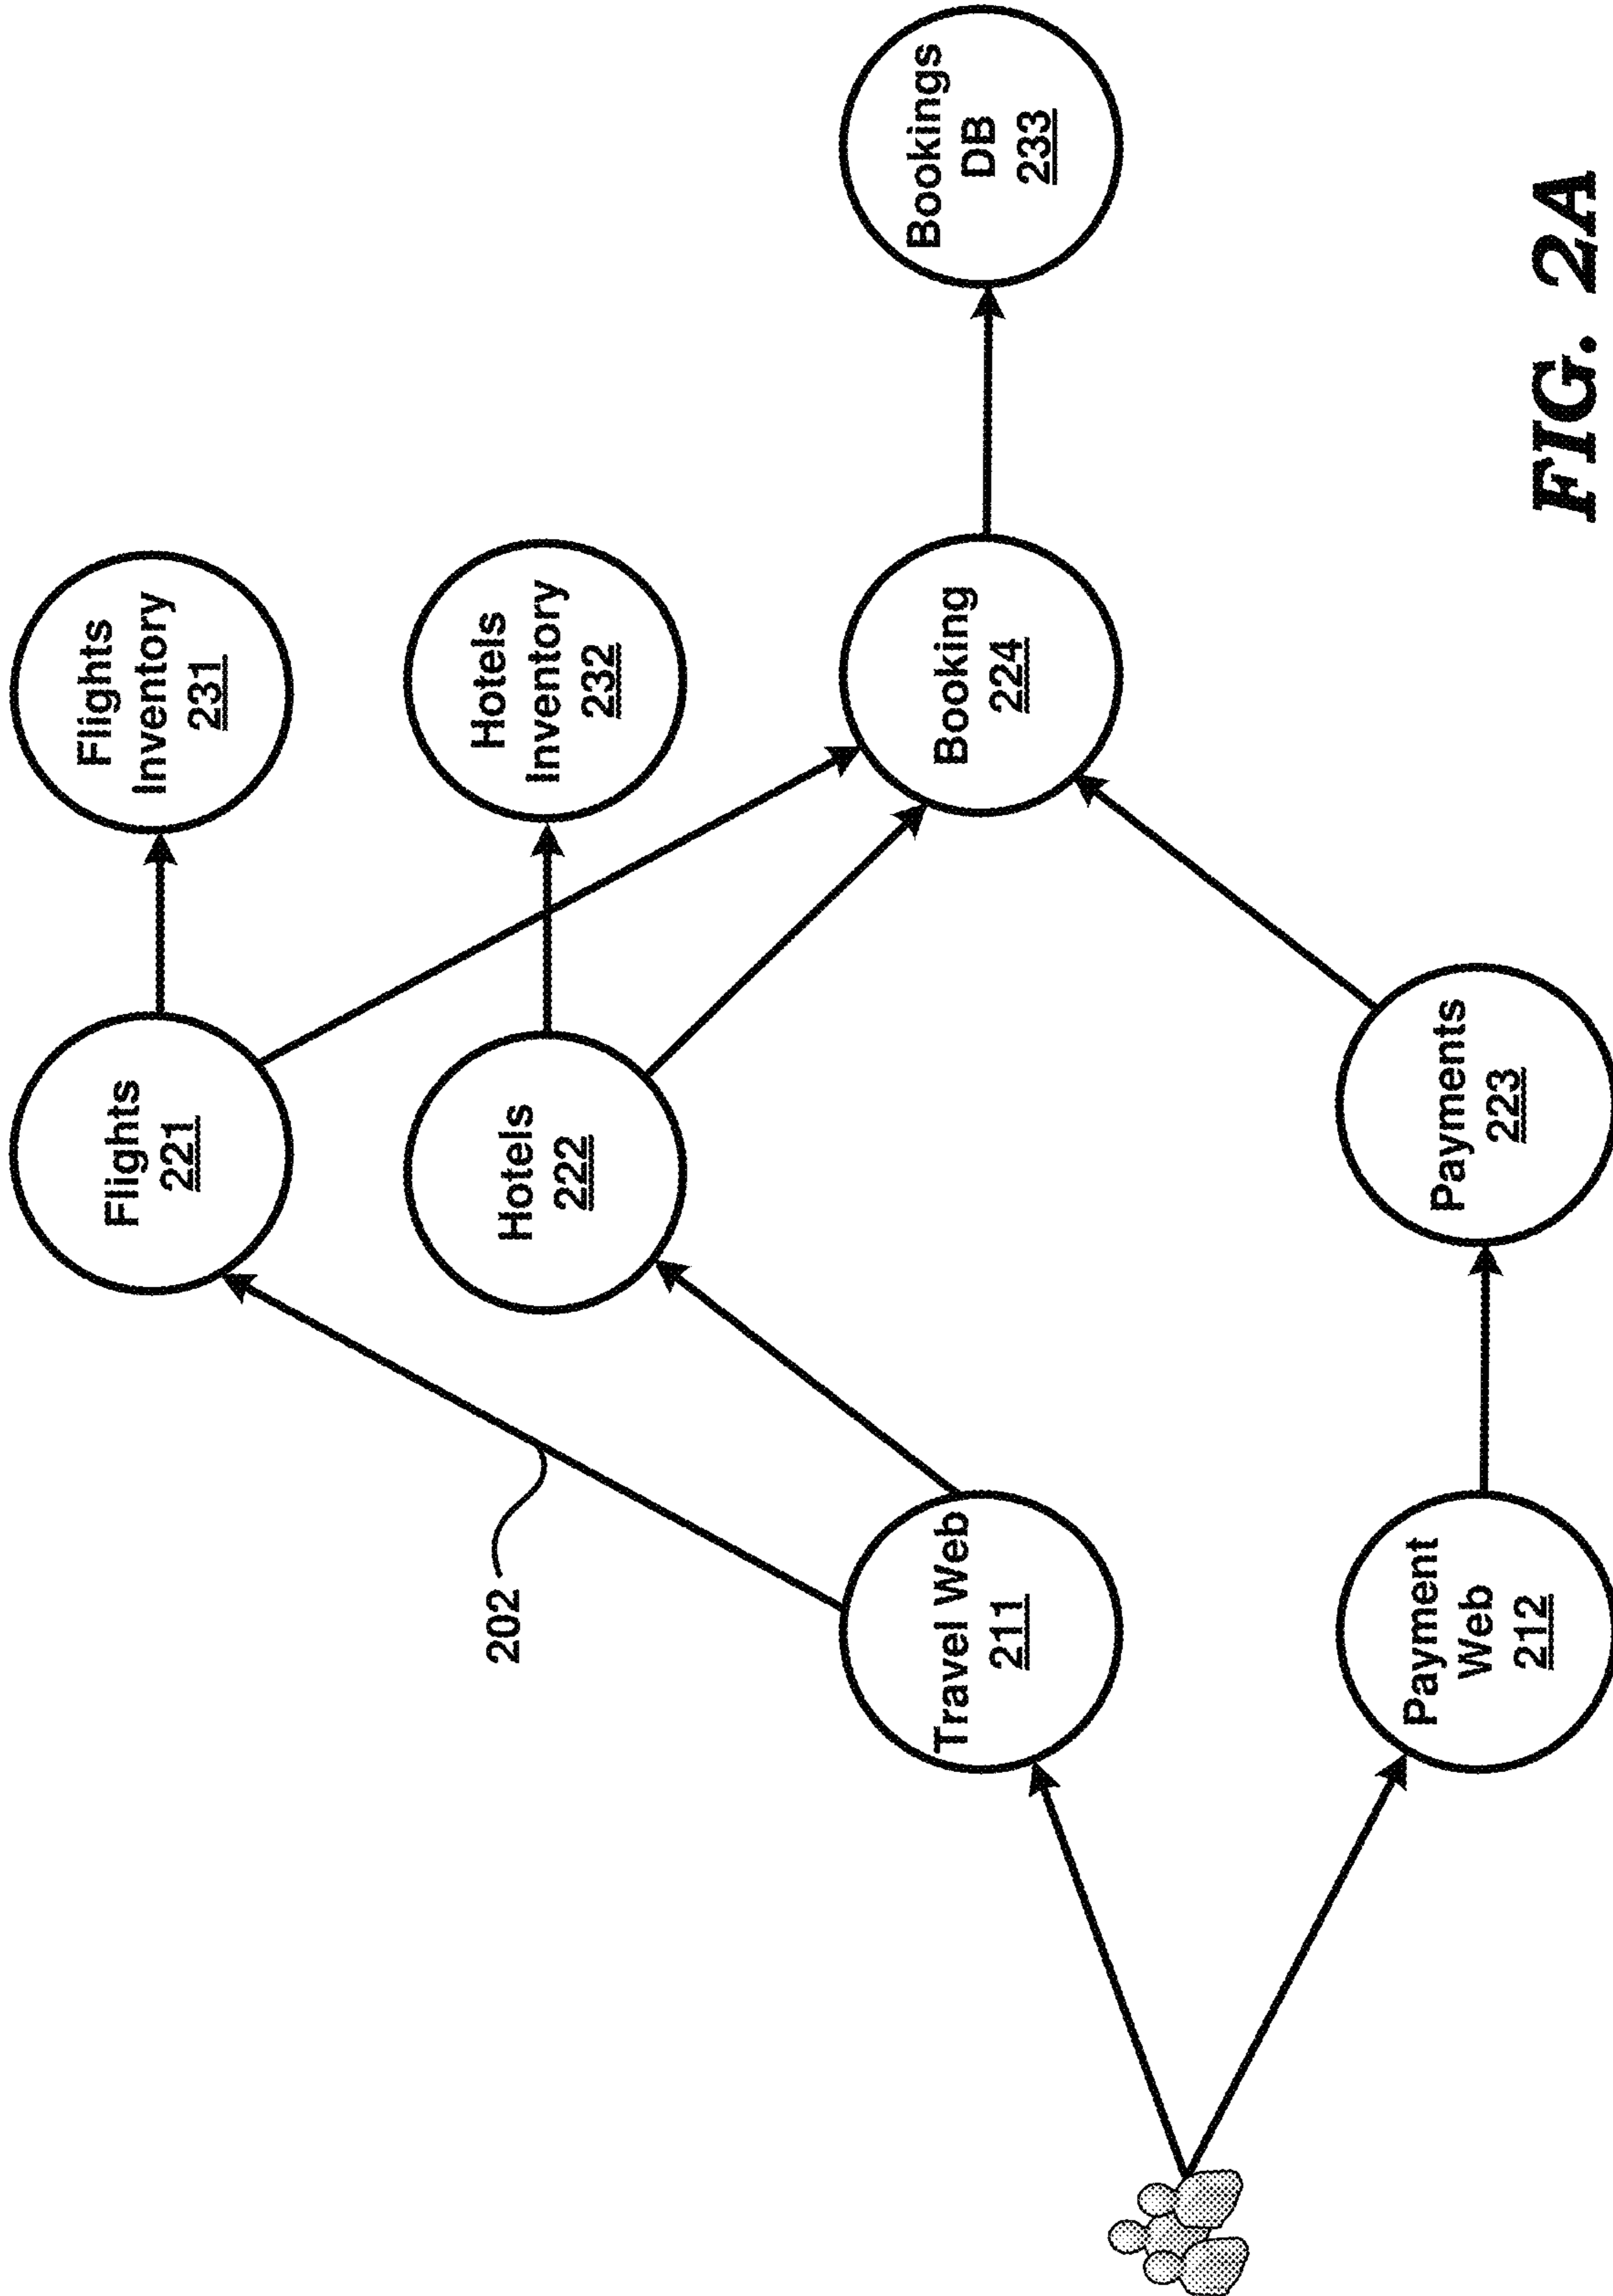 Flights
221
Flights
Inventory
231
Hotels
222
Hotels
Inventory
232
202
Travel Web
211
Booking
224
Bookings
DB
233
Payment
Web
212
Payments
223
FIG. 2A